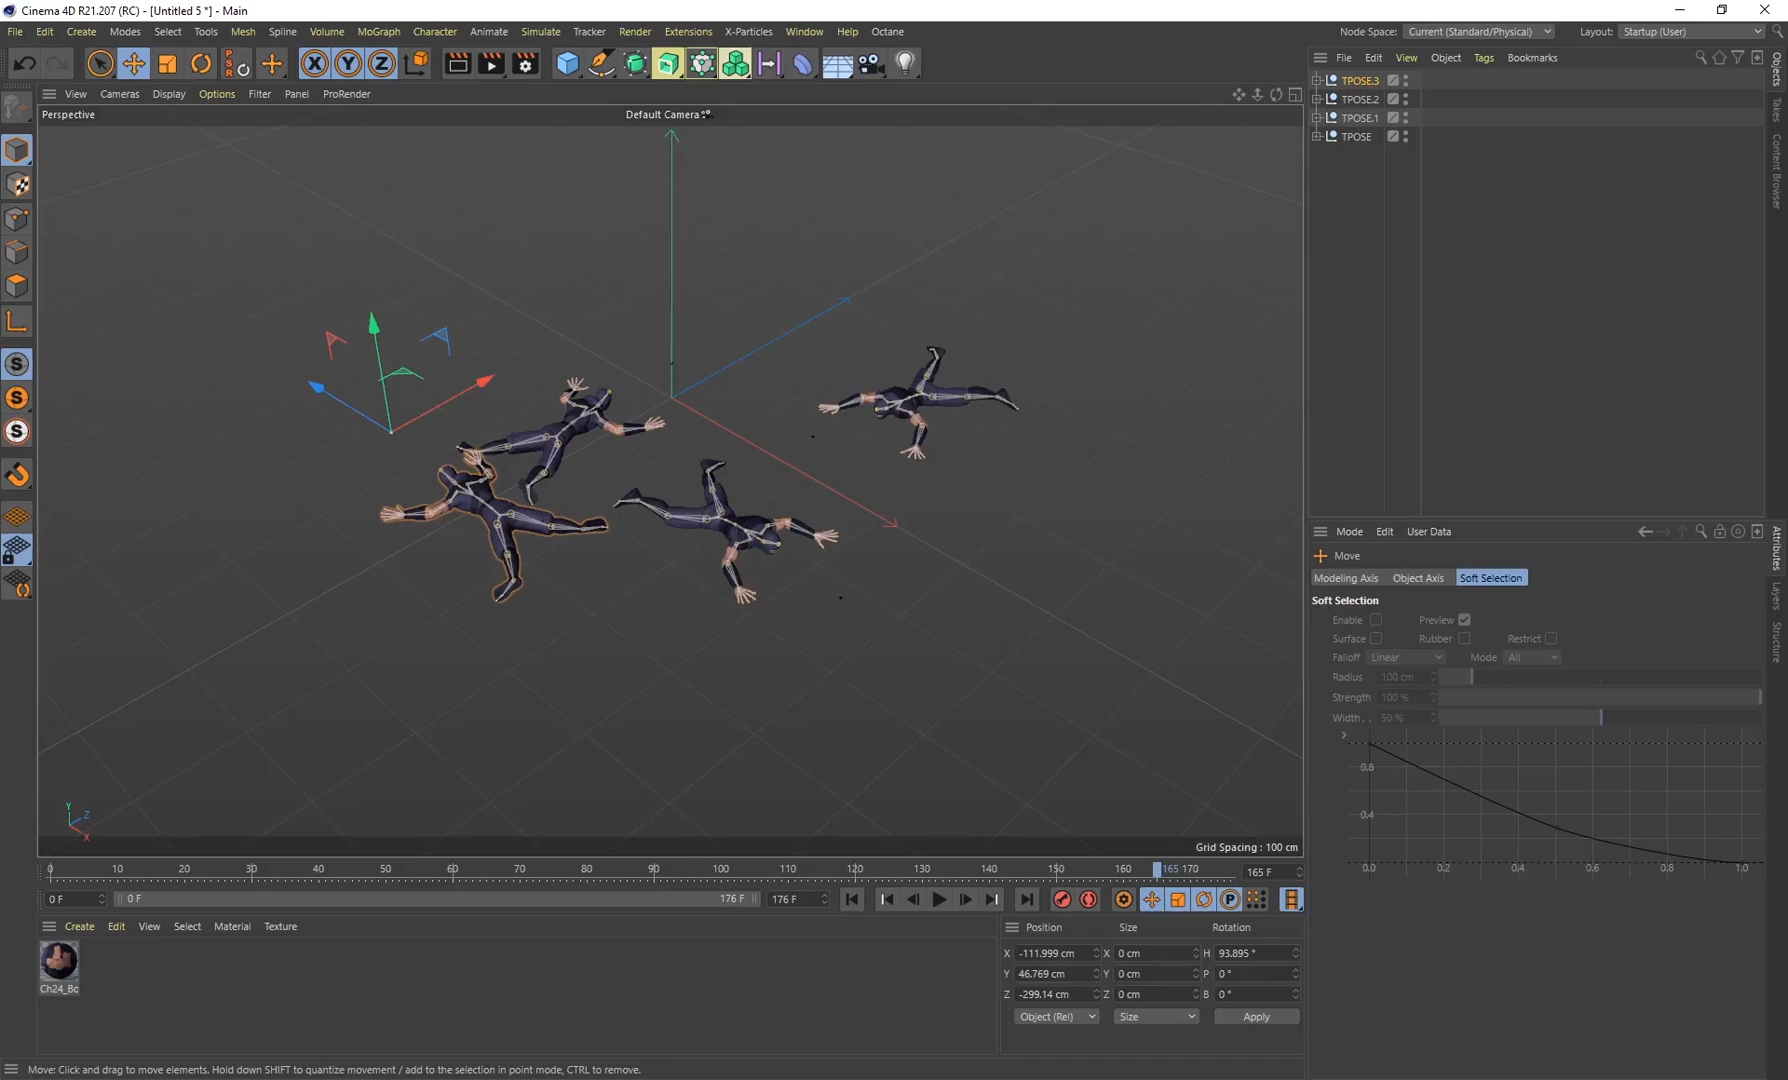 Cinema 4D R21.207 (RC) - [Untitled 5 *] - Main
File Edit Create Modes Select Tools Mesh Spline Volume MoGraph Character Animate Simulate Tracker Render Extensions X-Particles Window Help Octane
Node Space: Current (Standard/Physical) Layout: Startup (User)
X Y Z
PSR
View Cameras Display Options Filter Panel ProRender
Perspective
Default Camera
File Edit View Object Tags Bookmarks
TPOSE.3
TPOSE.2
TPOSE.1
TPOSE
Objects
Takes
Content Browser
S
S
S
Mode Edit User Data
Move
Modeling Axis Object Axis Soft Selection
Soft Selection
Enable Preview
Surface Rubber Restrict
Falloff Linear Mode All
Radius 100 cm
Strength 100 %
Width . . 50 %
0.8
0.4
0.0 0.2 0.4 0.6 0.8 1.0
Attributes
Layers
Structure
Y
Z
X
Grid Spacing : 100 cm
0 10 20 30 40 50 60 70 80 90 100 110 120 130 140 150 160 165 170 165 F
0 F 0 F 176 F 176 F
P
Create Edit View Select Material Texture
Ch24_Bo
Position Size Rotation
X -111.999 cm X 0 cm H 93.895 °
Y 46.769 cm Y 0 cm P 0 °
Z -299.14 cm Z 0 cm B 0 °
Object (Rel) Size Apply
Move: Click and drag to move elements. Hold down SHIFT to quantize movement / add to the selection in point mode, CTRL to remove.